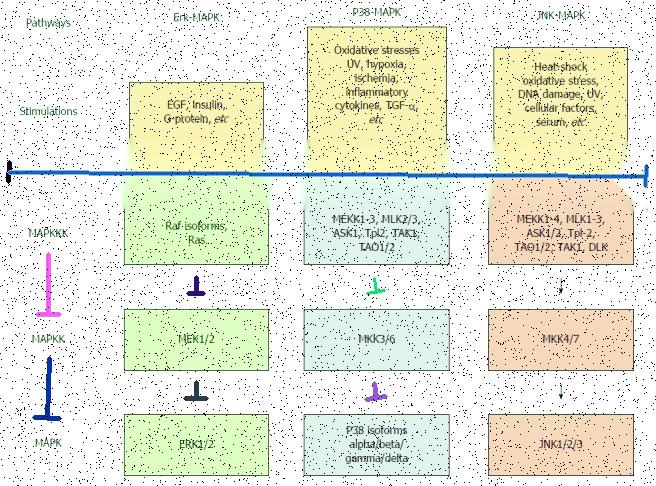 Pathways
Erk-MAPK
P38-MAPK
JNK-MAPK
Stimulations
EGF, Insulin,
G-protein, etc
Oxidative stresses
UV, hypoxia,
ischemia,
inflammatory
cytokines, TGF-α,
etc
Heat shock
oxidative stress,
DNA damage, UV,
cellular factors,
serum, etc
MAPKKK
Raf isoforms,
Ras
MEKK1-3, MLK2/3,
ASK1, Tpl2, TAK1,
TAO1/2
MEKK1-4, MLK1-3,
ASK1/2, Tpl-2,
TAO1/2, TAK1, DLK
MAPKK
MEK1/2
MKK3/6
MKK4/7
MAPK
ERK1/2
P38 isoforms
alpha/beta/
gamma/delta
JNK1/2/3